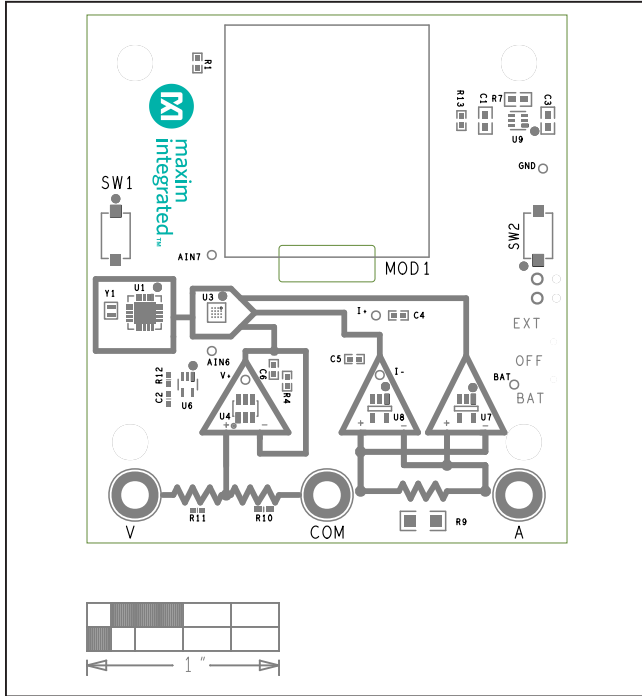 R1
R13
C1
R7
C3
U9
maxim
integrated™
GND
SW1
SW2
AIN7
MOD1
Y1
U1
U3
I+
C4
EXT
AIN6
C5
OFF
R12
C2
U6
V+
C6
R4
I-
BAT
BAT
U4
U8
U7
+ -
+ -
+ -
R11
R10
R9
V
COM
A
1 "